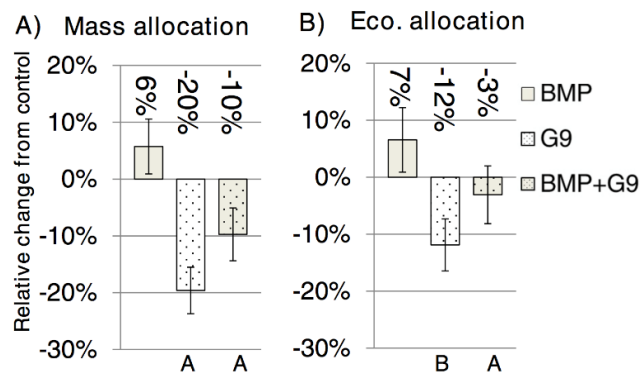 A) Mass allocation
Relative change from control
20%
10%
0%
-10%
-20%
-30%
6%
-20%
-10%
A
A
B) Eco. allocation
20%
10%
0%
-10%
-20%
-30%
7%
-12%
-3%
B
A
BMP
G9
BMP+G9